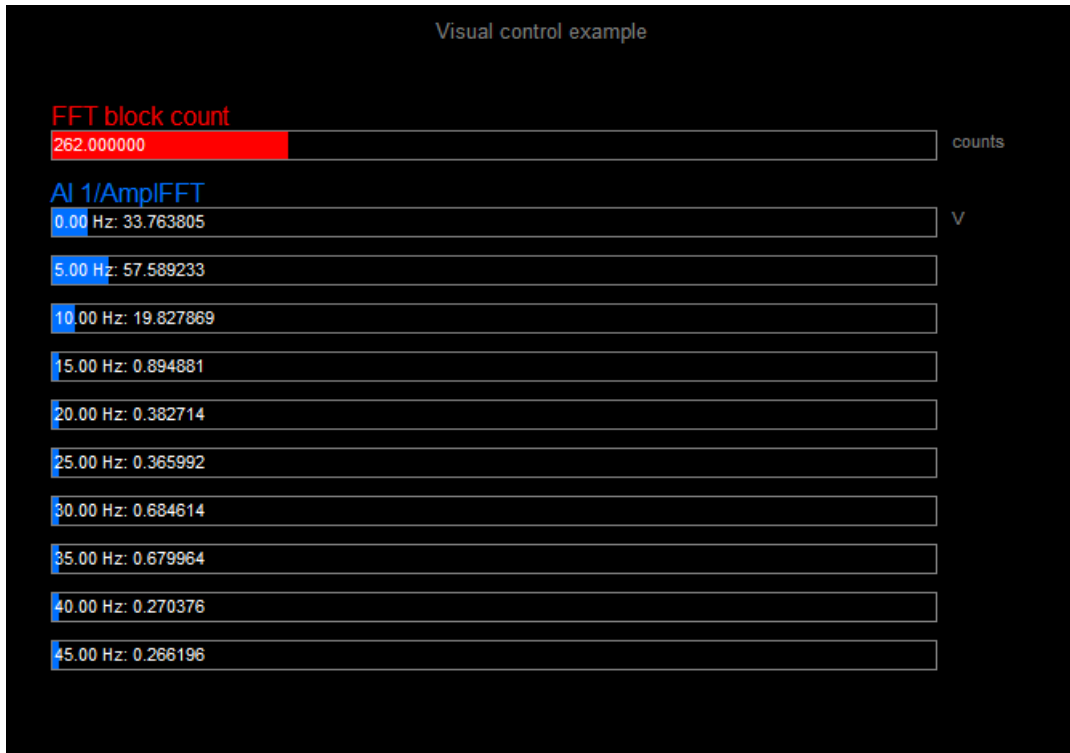 Visual control example
FFT block count
262.000000 counts
AI 1/AmplFFT
0.00 Hz: 33.763805 V
5.00 Hz: 57.589233
10.00 Hz: 19.827869
15.00 Hz: 0.894881
20.00 Hz: 0.382714
25.00 Hz: 0.365992
30.00 Hz: 0.684614
35.00 Hz: 0.679964
40.00 Hz: 0.270376
45.00 Hz: 0.266196